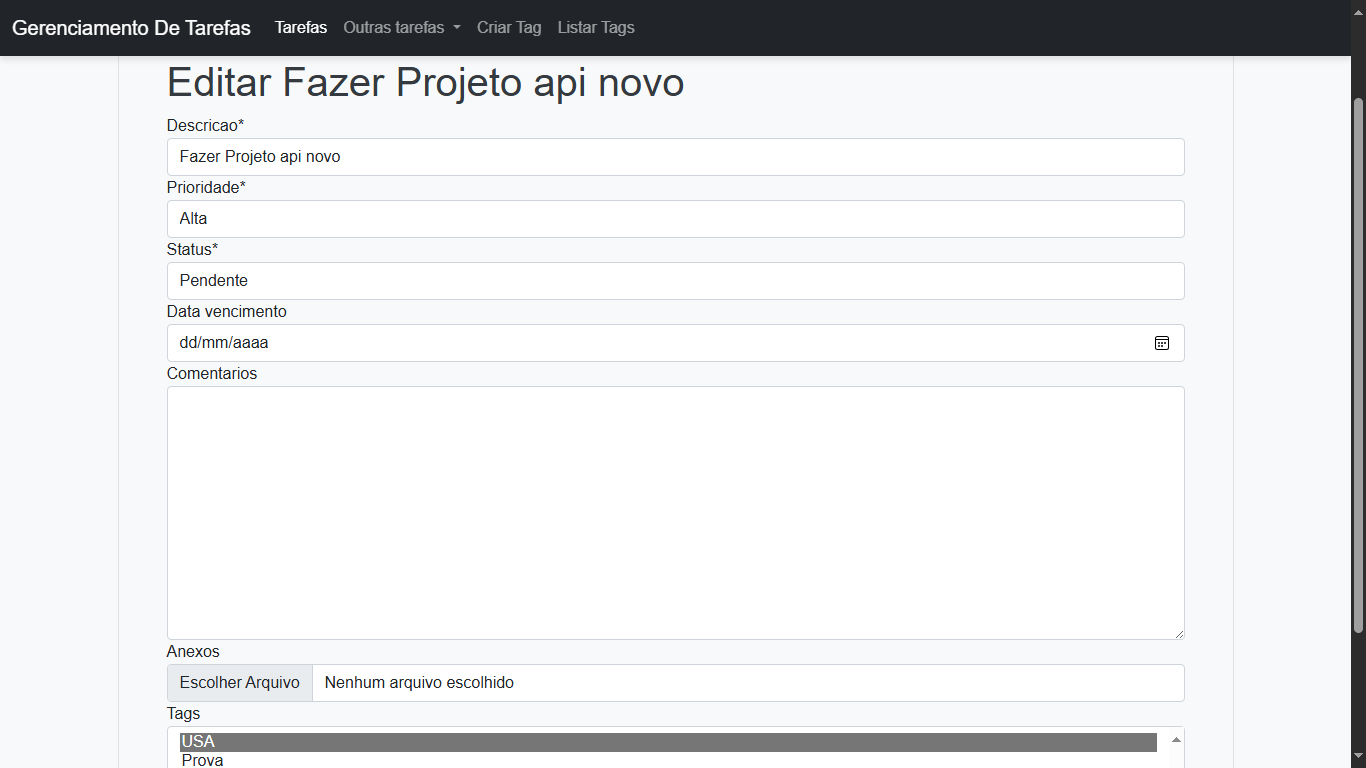 Gerenciamento De Tarefas Tarefas Outras tarefas Criar Tag Listar Tags
Editar Fazer Projeto api novo
Descricao*
Fazer Projeto api novo
Prioridade*
Alta
Status*
Pendente
Data vencimento
dd/mm/aaaa
Comentarios
Anexos
Escolher Arquivo Nenhum arquivo escolhido
Tags
USA
Prova